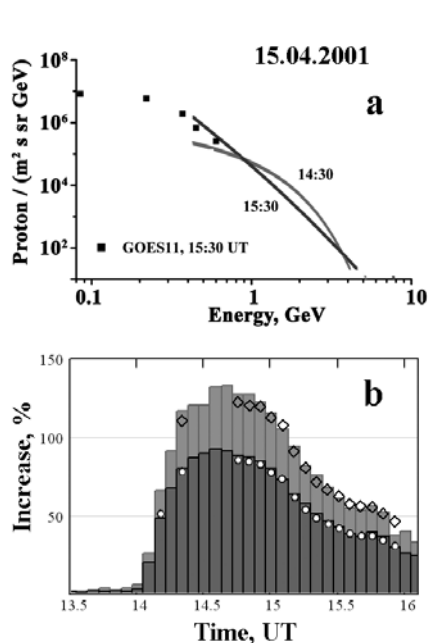 15.04.2001
a
Proton / (m² s sr GeV)
10⁸
10⁶
10⁴
10²
14:30
15:30
■ GOES11, 15:30 UT
0.1
1
10
Energy, GeV
b
Increase, %
150
100
50
13.5
14
14.5
15
15.5
16
Time, UT